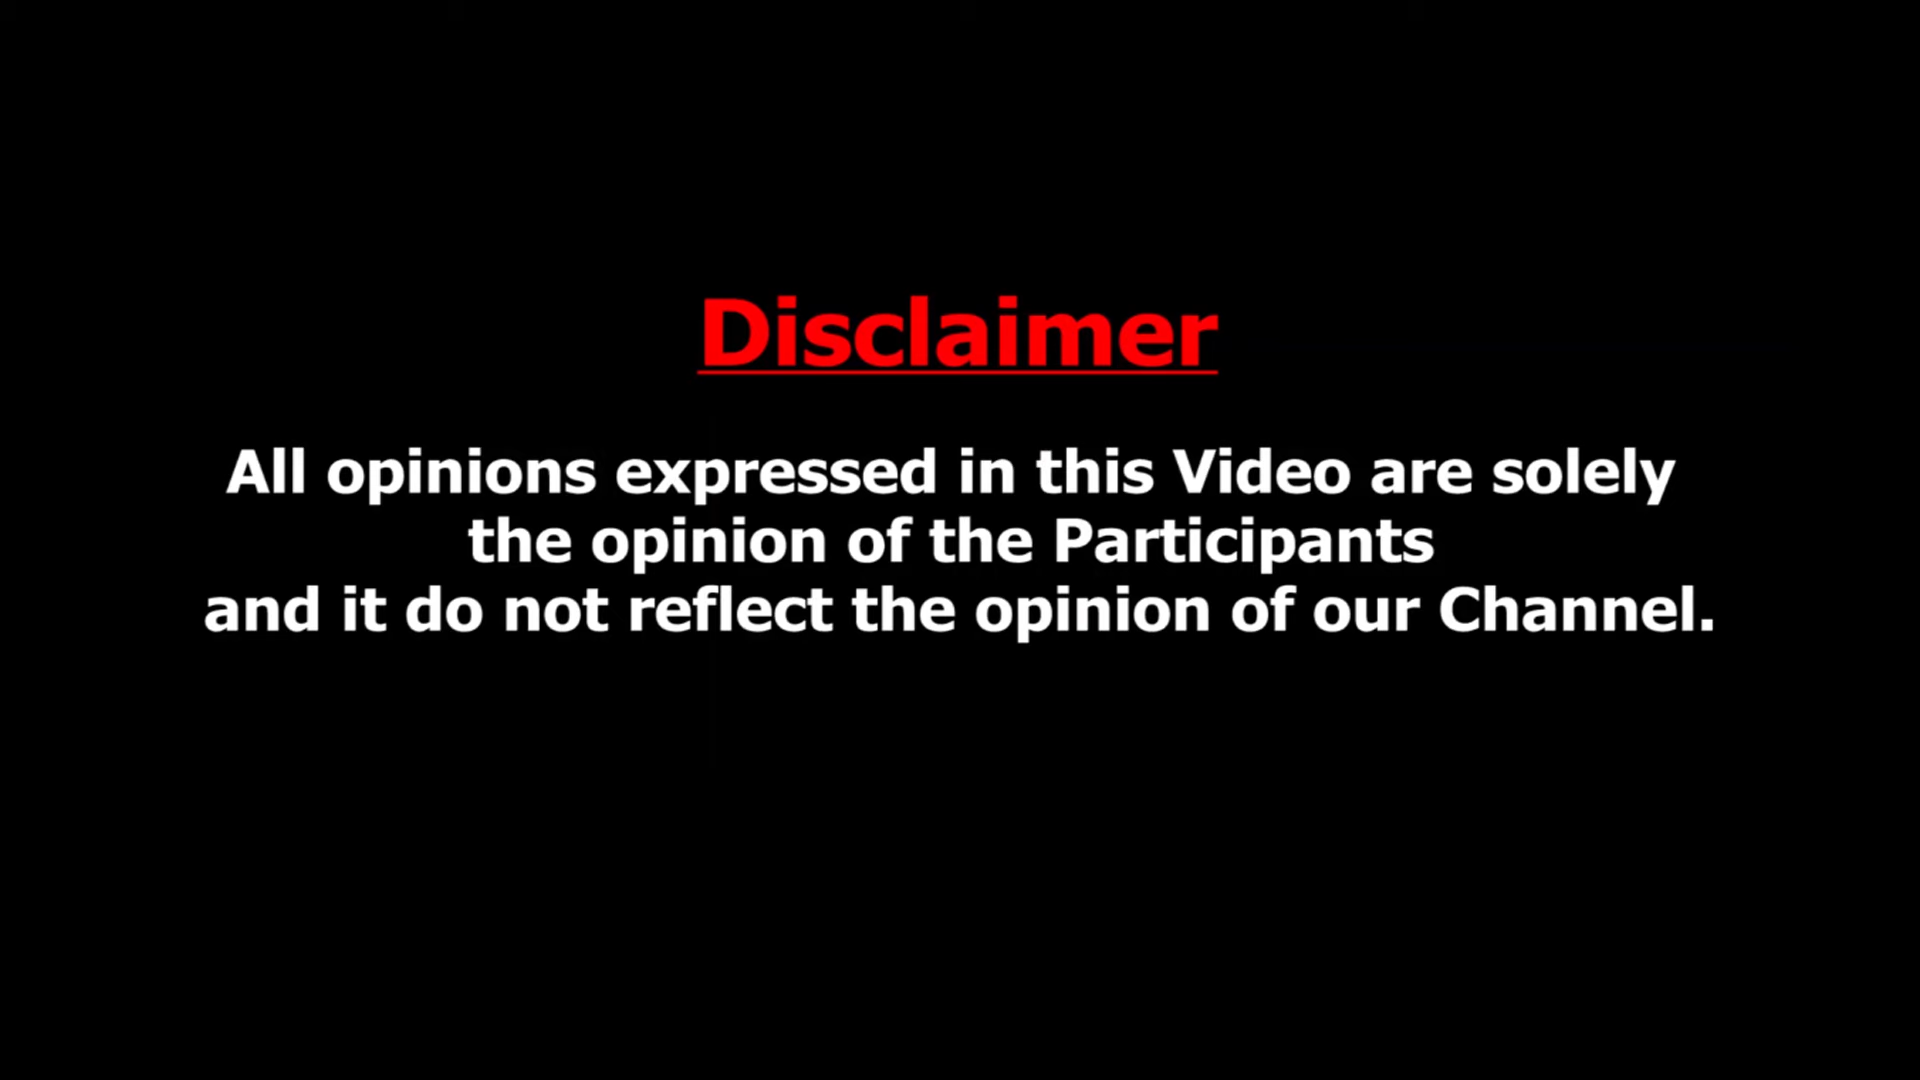 Disclaimer
All opinions expressed in this Video are solely
the opinion of the Participants
and it do not reflect the opinion of our Channel.